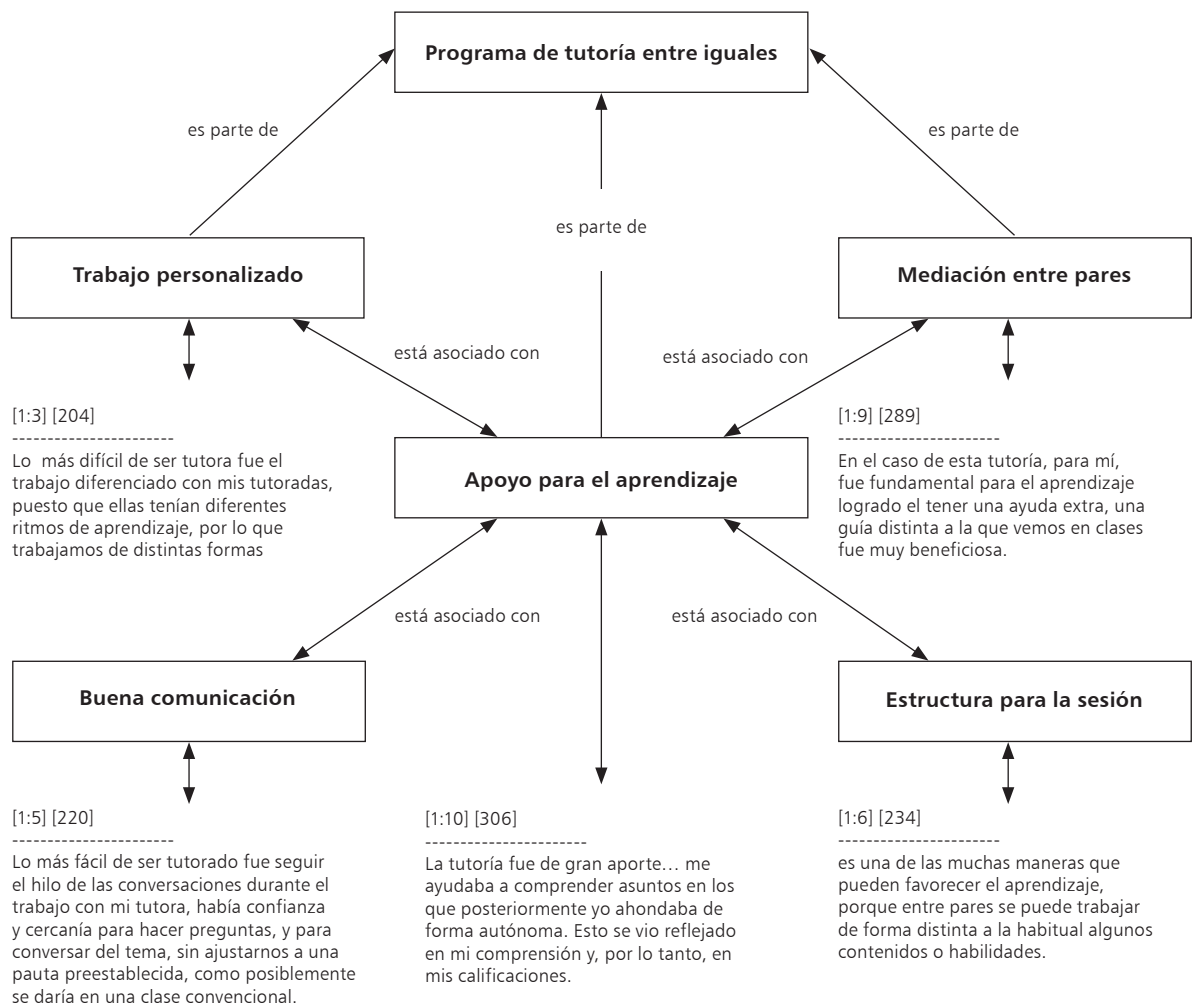 Programa de tutoría entre iguales
es parte de
es parte de
es parte de
Trabajo personalizado
Mediación entre pares
está asociado con
está asociado con
[1:3] [204]
-----------------------
Lo más difícil de ser tutora fue el
trabajo diferenciado con mis tutoradas,
puesto que ellas tenían diferentes
ritmos de aprendizaje, por lo que
trabajamos de distintas formas
[1:9] [289]
-----------------------
En el caso de esta tutoría, para mí,
fue fundamental para el aprendizaje
logrado el tener una ayuda extra, una
guía distinta a la que vemos en clases
fue muy beneficiosa.
Apoyo para el aprendizaje
está asociado con
está asociado con
Buena comunicación
Estructura para la sesión
[1:5] [220]
-----------------------
Lo más fácil de ser tutorado fue seguir
el hilo de las conversaciones durante el
trabajo con mi tutora, había confianza
y cercanía para hacer preguntas, y para
conversar del tema, sin ajustarnos a una
pauta preestablecida, como posiblemente
se daría en una clase convencional.
[1:10] [306]
-----------------------
La tutoría fue de gran aporte… me
ayudaba a comprender asuntos en los
que posteriormente yo ahondaba de
forma autónoma. Esto se vio reflejado
en mi comprensión y, por lo tanto, en
mis calificaciones.
[1:6] [234]
-----------------------
es una de las muchas maneras que
pueden favorecer el aprendizaje,
porque entre pares se puede trabajar
de forma distinta a la habitual algunos
contenidos o habilidades.